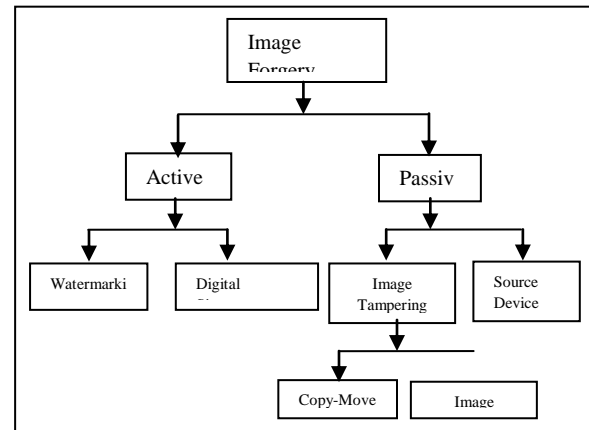 Image
Forgery
Active
Passiv
Watermarki
Digital
Image
Tampering
Source
Device
Copy-Move
Image